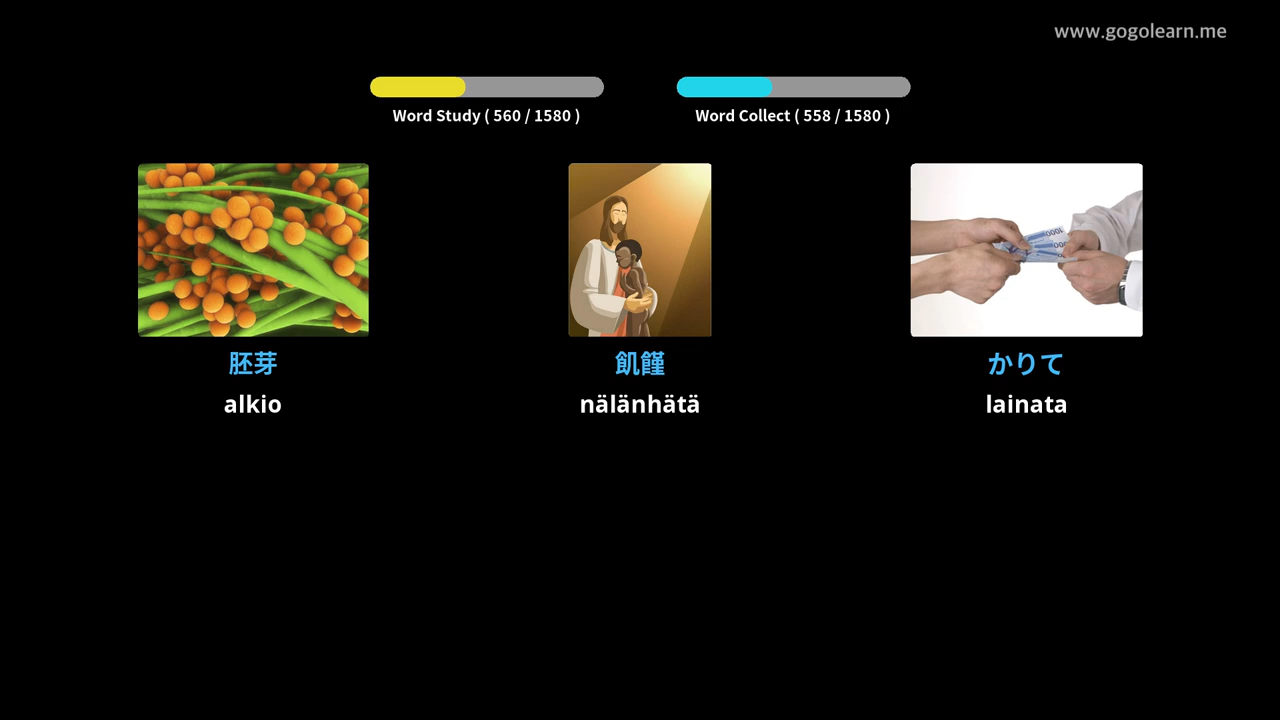 www.gogolearn.me
Word Study ( 560 / 1580 )
Word Collect ( 558 / 1580 )
胚芽
alkio
飢饉
nälänhätä
かりて
lainata